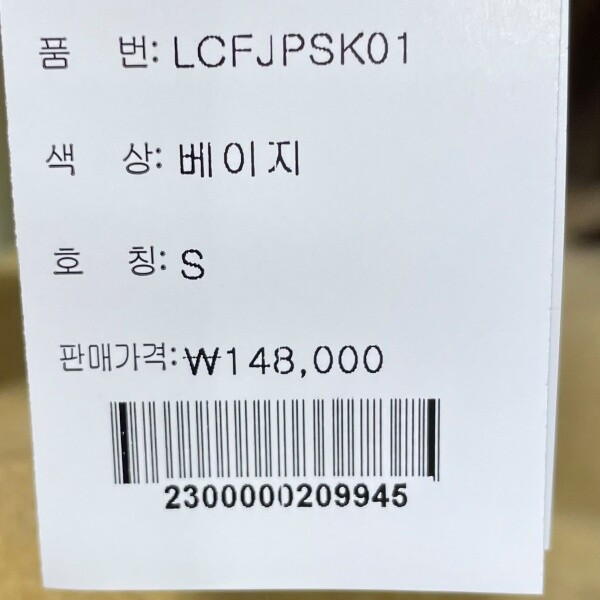 품 번: LCFJPSK01
색 상: 베이지
호 칭: S
판매가격: ₩148,000
2300000209945